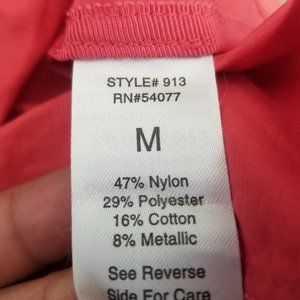 STYLE# 913
RN#54077
M
47% Nylon
29% Polyester
16% Cotton
8% Metallic
See Reverse
Side For Care